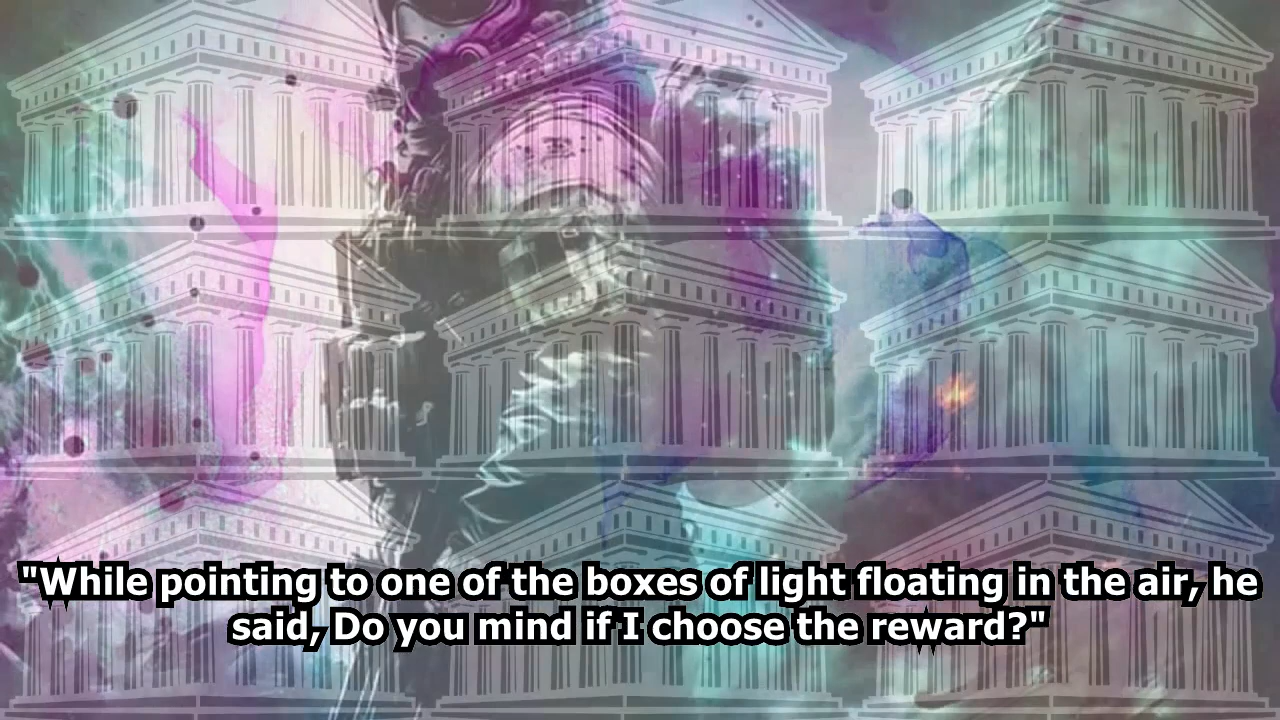 "While pointing to one of the boxes of light floating in the air, he
said, Do you mind if I choose the reward?"